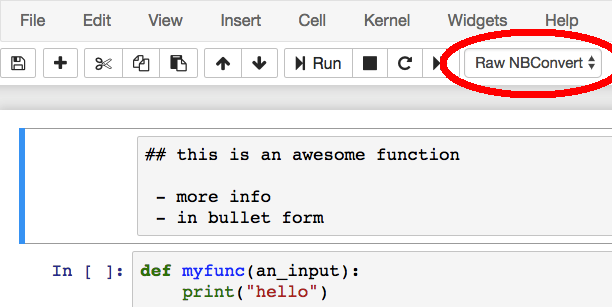 File Edit View Insert Cell Kernel Widgets Help
Run Raw NBConvert
## this is an awesome function
- more info
- in bullet form
In [ ]: def myfunc(an_input):
print("hello")